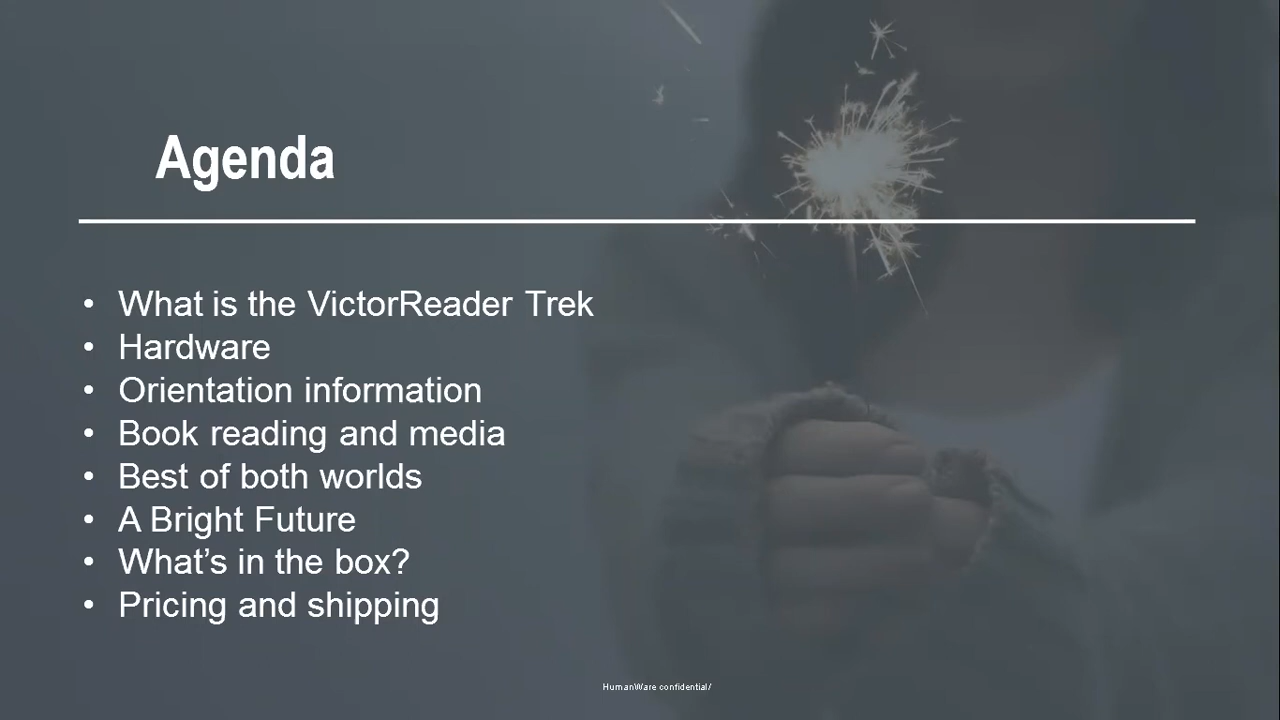 Agenda
• What is the VictorReader Trek
• Hardware
• Orientation information
• Book reading and media
• Best of both worlds
• A Bright Future
• What’s in the box?
• Pricing and shipping
HumanWare confidential/